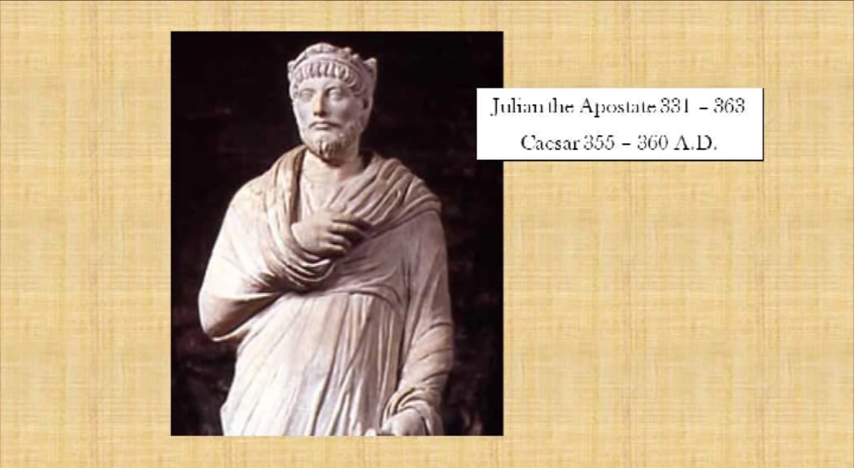 Julian the Apostate 331 – 363
Caesar 355 – 360 A.D.